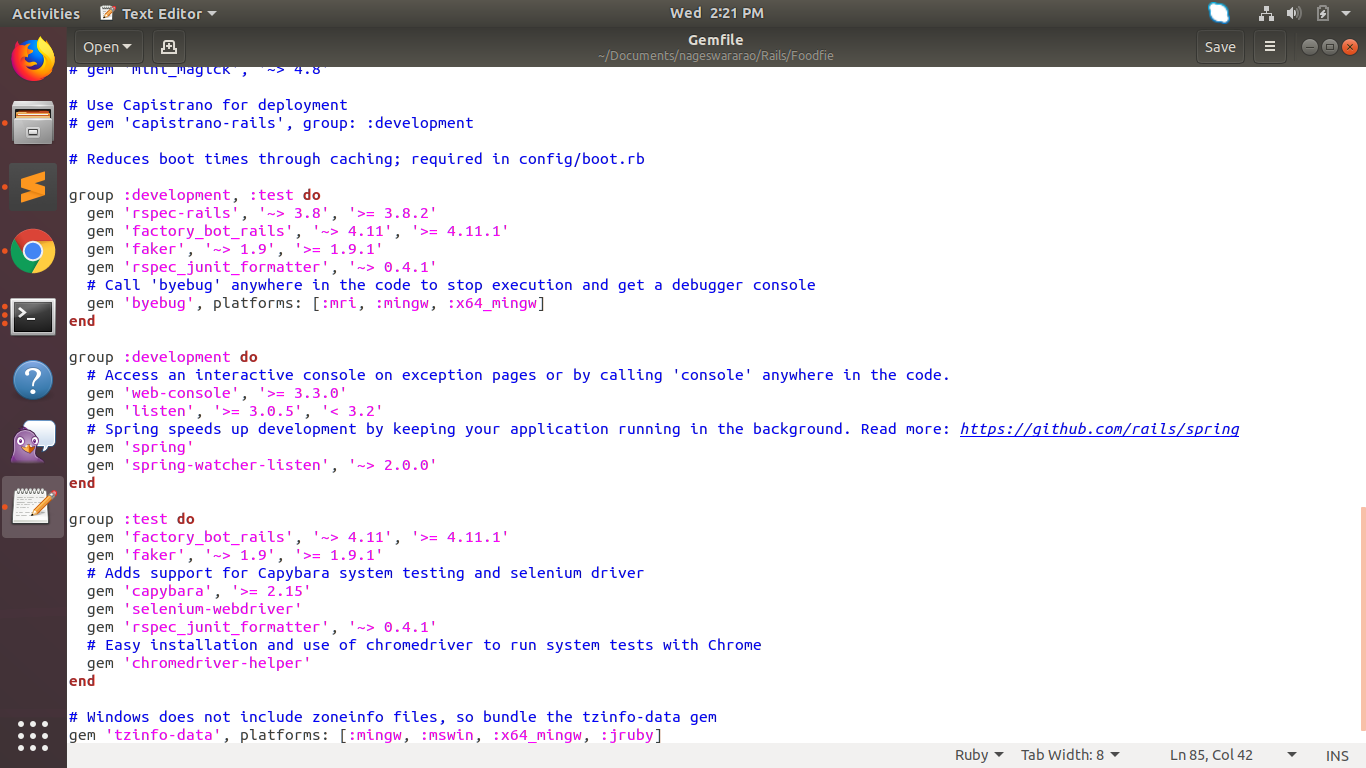 Activities Text Editor Wed 2:21 PM
Open Gemfile Save
~/Documents/nageswararao/Rails/Foodfie
# gem 'mini_magick', '~> 4.8'
# Use Capistrano for deployment
# gem 'capistrano-rails', group: :development
# Reduces boot times through caching; required in config/boot.rb
group :development, :test do
  gem 'rspec-rails', '~> 3.8', '>= 3.8.2'
  gem 'factory_bot_rails', '~> 4.11', '>= 4.11.1'
  gem 'faker', '~> 1.9', '>= 1.9.1'
  gem 'rspec_junit_formatter', '~> 0.4.1'
  # Call 'byebug' anywhere in the code to stop execution and get a debugger console
  gem 'byebug', platforms: [:mri, :mingw, :x64_mingw]
end
group :development do
  # Access an interactive console on exception pages or by calling 'console' anywhere in the code.
  gem 'web-console', '>= 3.3.0'
  gem 'listen', '>= 3.0.5', '< 3.2'
  # Spring speeds up development by keeping your application running in the background. Read more: https://github.com/rails/spring
  gem 'spring'
  gem 'spring-watcher-listen', '~> 2.0.0'
end
group :test do
  gem 'factory_bot_rails', '~> 4.11', '>= 4.11.1'
  gem 'faker', '~> 1.9', '>= 1.9.1'
  # Adds support for Capybara system testing and selenium driver
  gem 'capybara', '>= 2.15'
  gem 'selenium-webdriver'
  gem 'rspec_junit_formatter', '~> 0.4.1'
  # Easy installation and use of chromedriver to run system tests with Chrome
  gem 'chromedriver-helper'
end
# Windows does not include zoneinfo files, so bundle the tzinfo-data gem
gem 'tzinfo-data', platforms: [:mingw, :mswin, :x64_mingw, :jruby]
Ruby Tab Width: 8 Ln 85, Col 42 INS